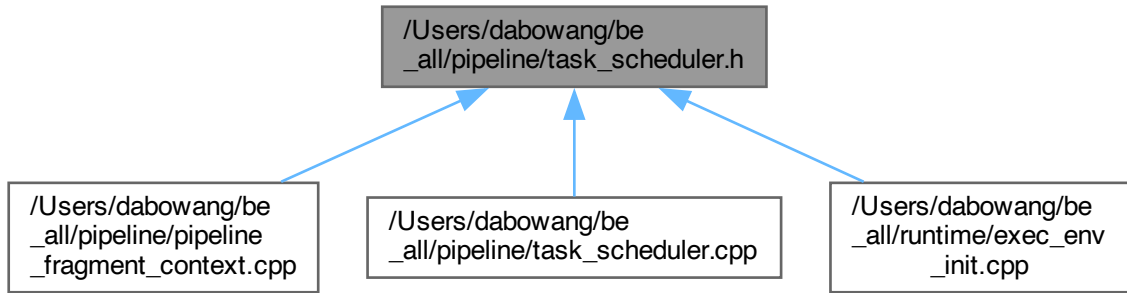 /Users/dabowang/be
_all/pipeline/task_scheduler.h
/Users/dabowang/be
_all/pipeline/pipeline
_fragment_context.cpp
/Users/dabowang/be
_all/pipeline/task_scheduler.cpp
/Users/dabowang/be
_all/runtime/exec_env
_init.cpp